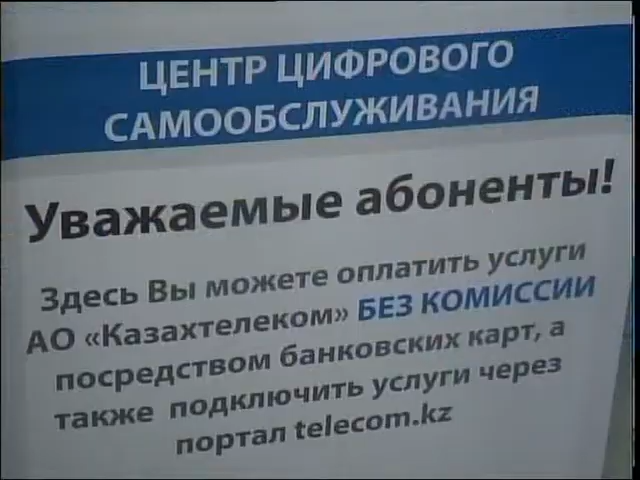 ЦЕНТР ЦИФРОВОГО
САМООБСЛУЖИВАНИЯ
Уважаемые абоненты!
Здесь Вы можете оплатить услуги
АО «Казахтелеком» БЕЗ КОМИССИИ
посредством банковских карт, а
также подключить услуги через
портал telecom.kz